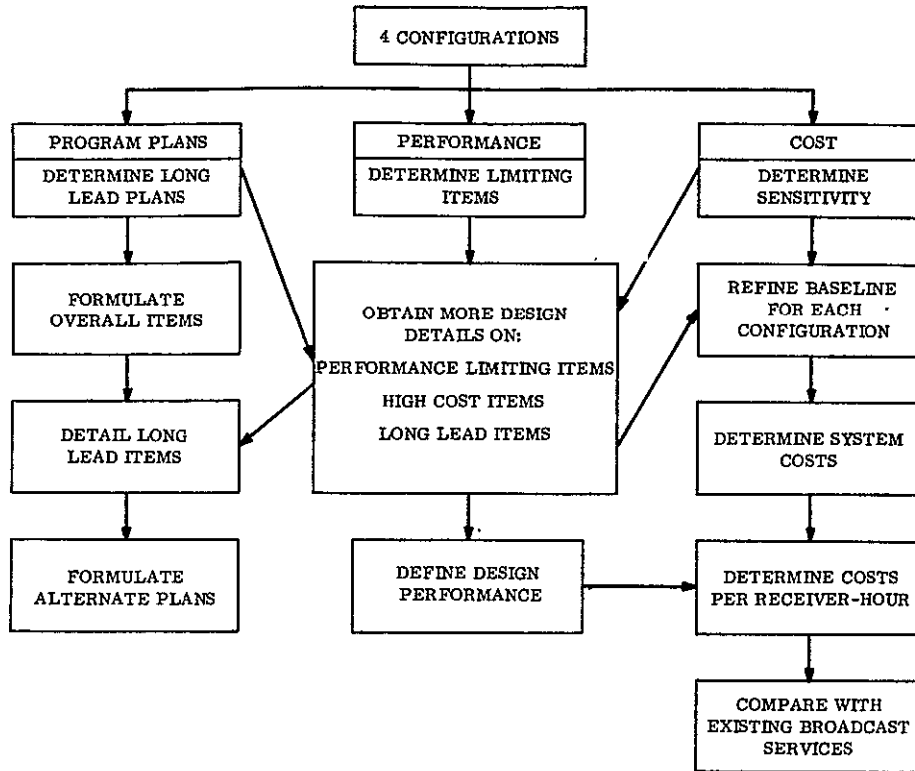 4 CONFIGURATIONS
PROGRAM PLANS
DETERMINE LONG
LEAD PLANS
PERFORMANCE
DETERMINE LIMITING
ITEMS
COST
DETERMINE
SENSITIVITY
FORMULATE
OVERALL ITEMS
OBTAIN MORE DESIGN
DETAILS ON:
PERFORMANCE LIMITING ITEMS
HIGH COST ITEMS
LONG LEAD ITEMS
REFINE BASELINE
FOR EACH
CONFIGURATION
DETAIL LONG
LEAD ITEMS
DETERMINE SYSTEM
COSTS
FORMULATE
ALTERNATE PLANS
DEFINE DESIGN
PERFORMANCE
DETERMINE COSTS
PER RECEIVER-HOUR
COMPARE WITH
EXISTING BROADCAST
SERVICES